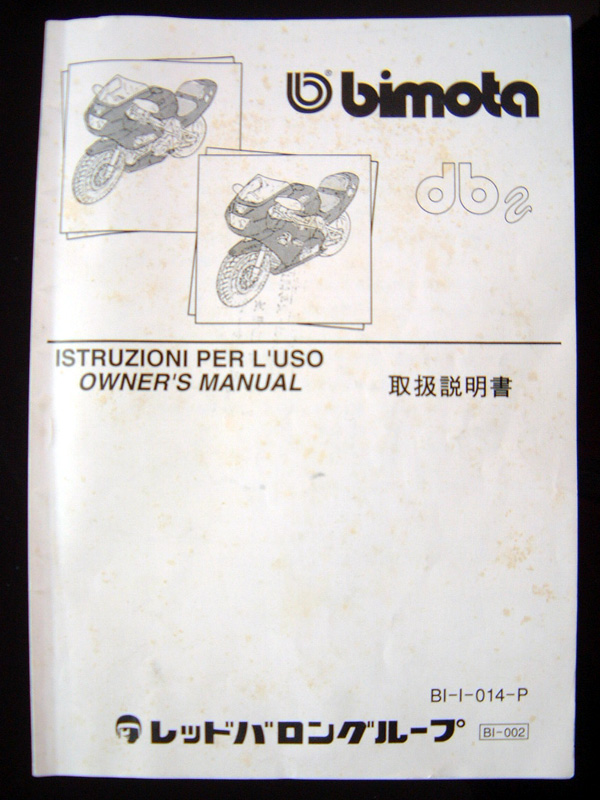 bimota
db2
ISTRUZIONI PER L'USO
OWNER'S MANUAL
取扱説明書
BI-I-014-P
レッドバロングループ
BI-002